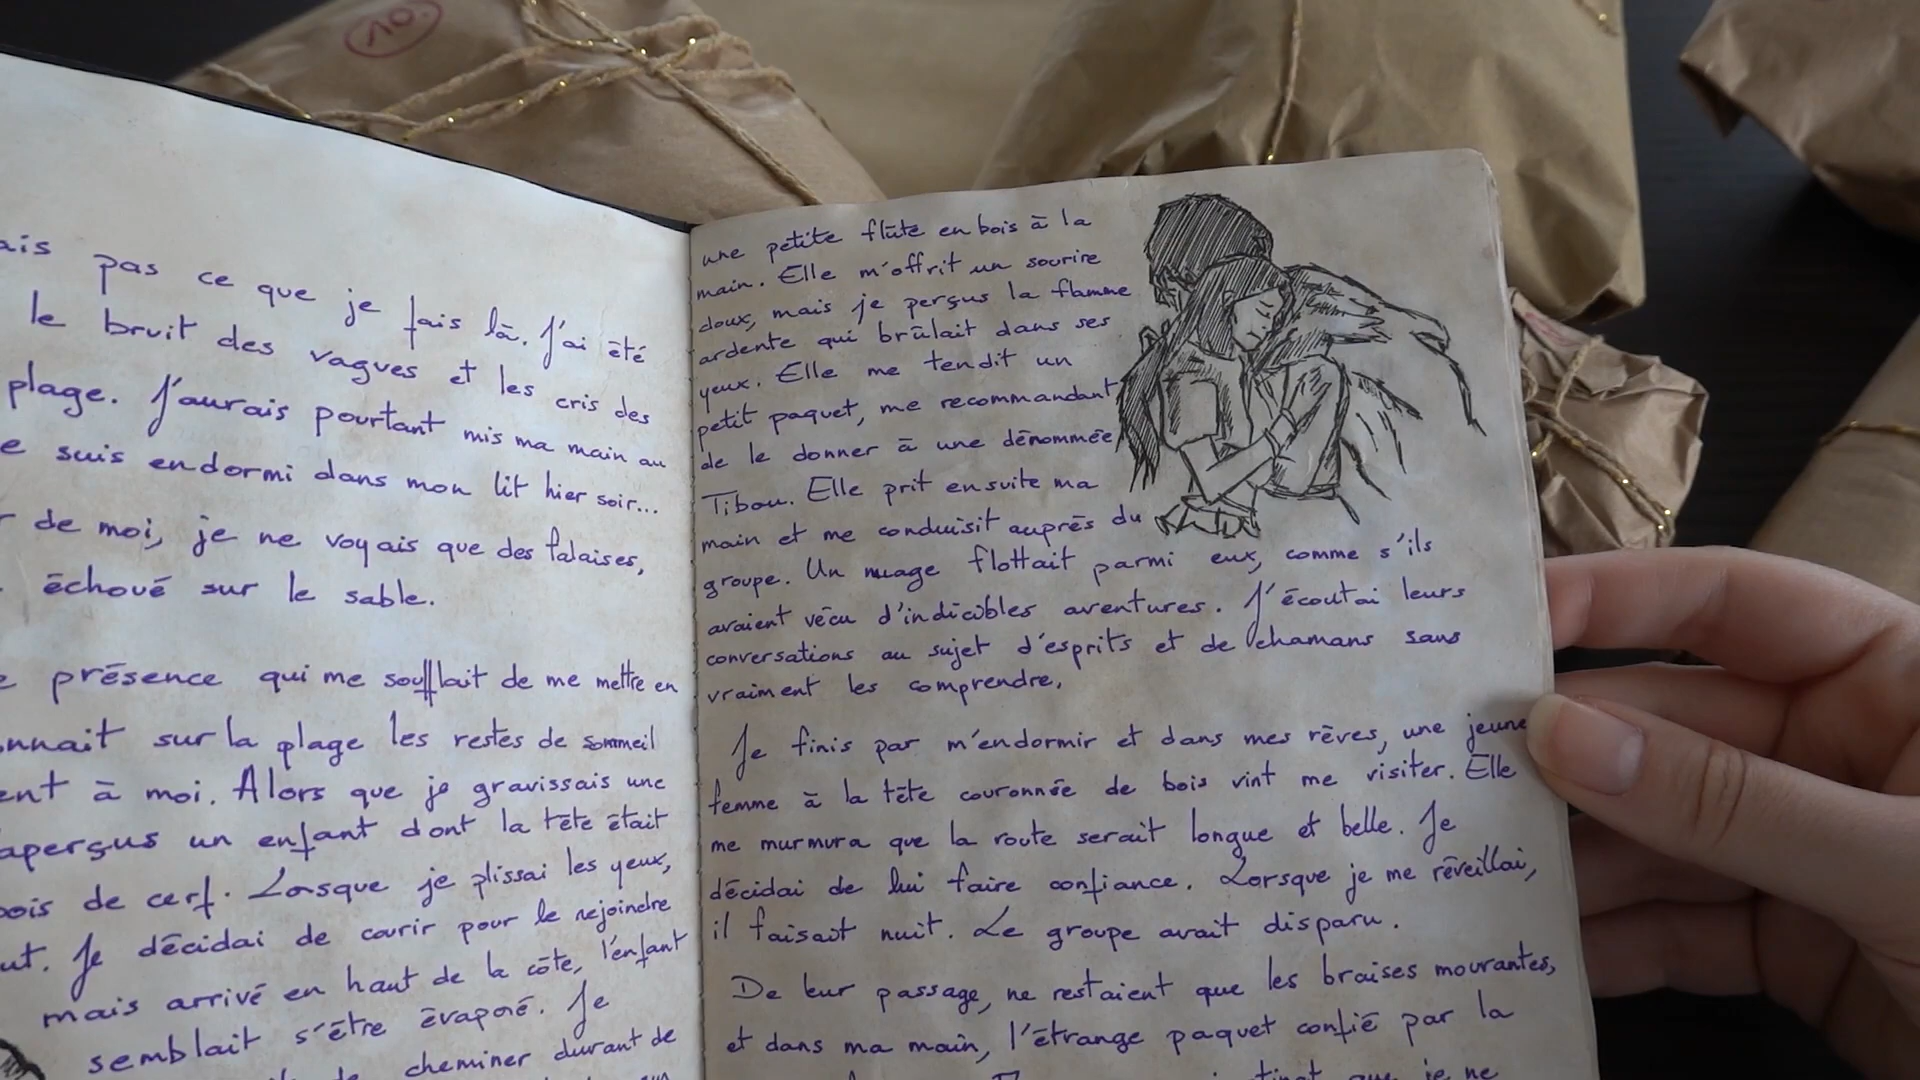 10.
ais pas ce que je fais là. J'ai été
le bruit des vagues et les cris des
plage. J'aurais pourtant mis ma main au
e suis endormi dans mon lit hier soir...
r de moi, je ne voyais que des falaises,
échoué sur le sable.
e présence qui me soufflait de me mettre en
onnait sur la plage les restes de sommeil
ent à moi. Alors que je gravissais une
aperçus un enfant dont la tête était
bois de cerf. Lorsque je plissai les yeux,
ut. Je décidai de courir pour le rejoindre
mais arrivé en haut de la côte, l'enfant
semblait s'être évaporé. Je
cheminer durant de
une petite flûte en bois à la
main. Elle m'offrit un sourire
doux, mais je perçus la flamme
ardente qui brûlait dans ses
yeux. Elle me tendit un
petit paquet, me recommandant
de le donner à une dénommée
Tibou. Elle prit ensuite ma
main et me conduisit auprès du
groupe. Un nuage flottait parmi eux, comme s'ils
avaient vécu d'indicibles aventures. J'écoutai leurs
conversations au sujet d'esprits et de chamans sans
vraiment les comprendre.
Je finis par m'endormir et dans mes rêves, une jeune
femme à la tête couronnée de bois vint me visiter. Elle
me murmura que la route serait longue et belle. Je
décidai de lui faire confiance. Lorsque je me réveillai,
il faisait nuit. Le groupe avait disparu.
De leur passage, ne restaient que les braises mourantes,
et dans ma main, l'étrange paquet confié par la
que je ne